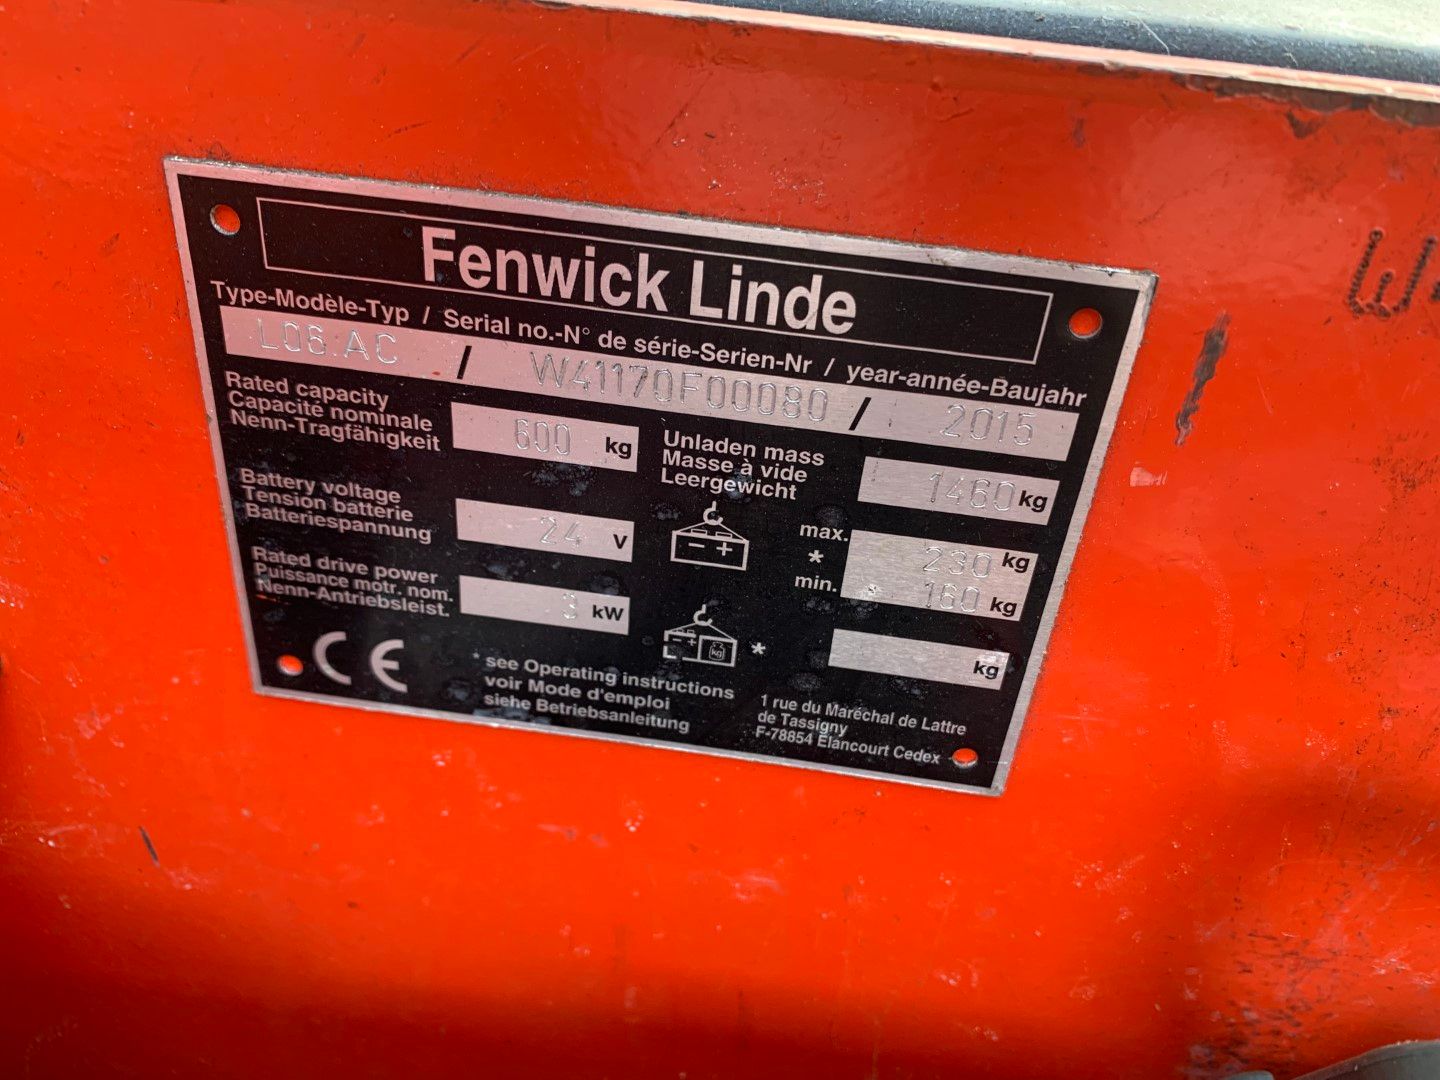 Fenwick Linde
Type-Modèle-Typ / Serial no.-N° de série-Serien-Nr / year-année-Baujahr
L06.AC / W41170F00080 / 2015
Rated capacity
Capacité nominale
Nenn-Tragfähigkeit
600 kg
Unladen mass
Masse à vide
Leergewicht
1460 kg
Battery voltage
Tension batterie
Batteriespannung
24 V
max. 230 kg
*
min. 160 kg
Rated drive power
Puissance motr. nom.
Nenn-Antriebsleist.
3 kW
kg
*
kg
CE
* see Operating instructions
voir Mode d'emploi
siehe Betriebsanleitung
1 rue du Maréchal de Lattre
de Tassigny
F-78854 Elancourt Cedex